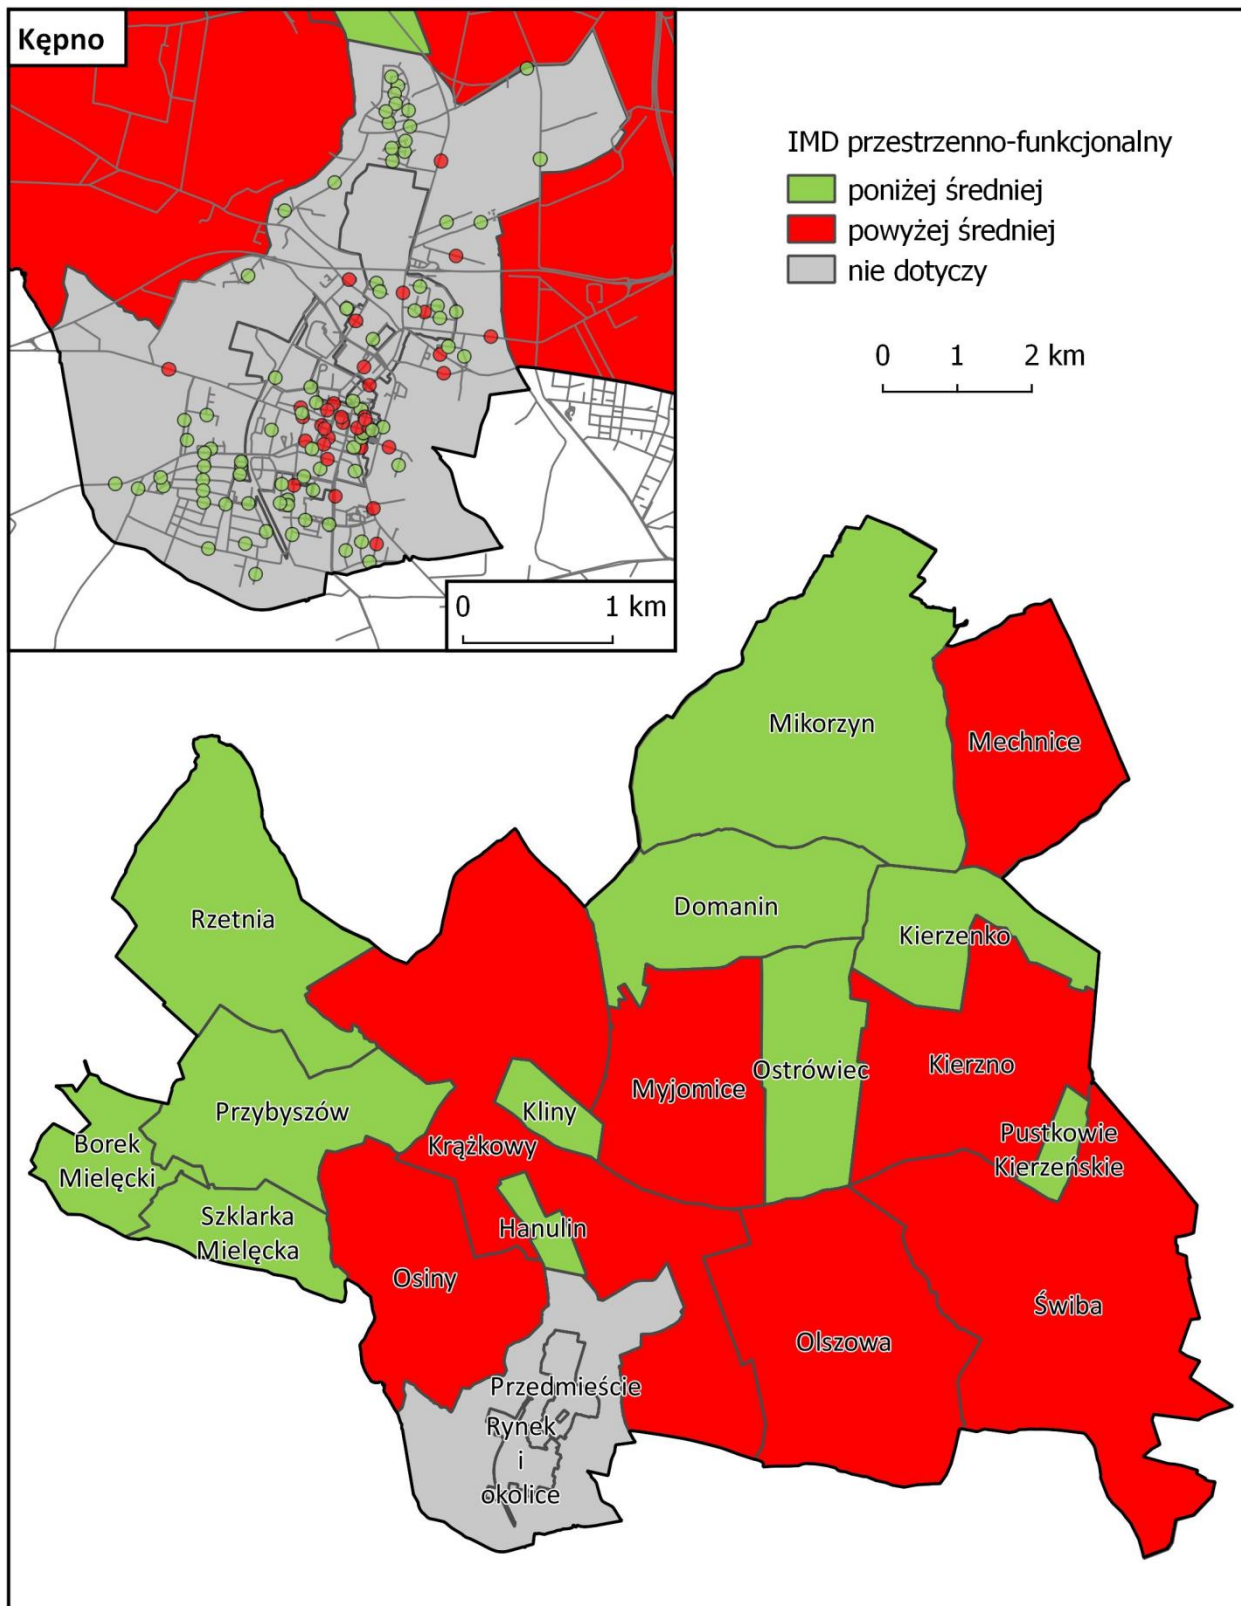 Kępno
IMD przestrzenno-funkcjonalny
poniżej średniej
powyżej średniej
nie dotyczy
0 1 2 km
0 1 km
Mikorzyn
Mechnice
Rzetnia
Domanin
Kierzenko
Przybyszów
Kliny
Myjomice
Ostrówiec
Kierzno
Borek
Mielęcki
Krążkowy
Pustkowie
Kierzeńskie
Szklarka
Mielęcka
Hanulin
Osiny
Olszowa
Świba
Przedmieście
Rynek
i
okolice